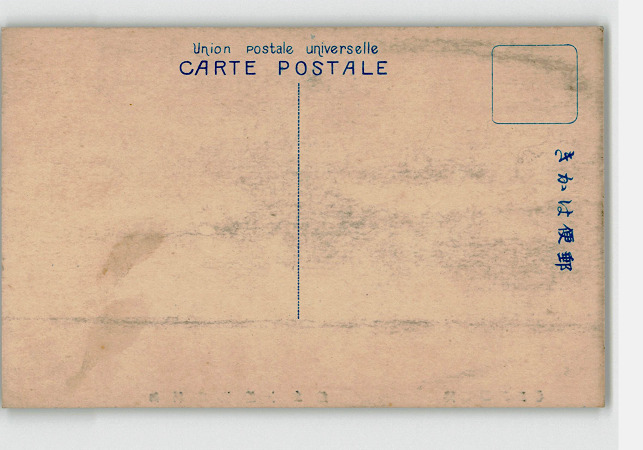 Union postale universelle
CARTE POSTALE
きかは便郵